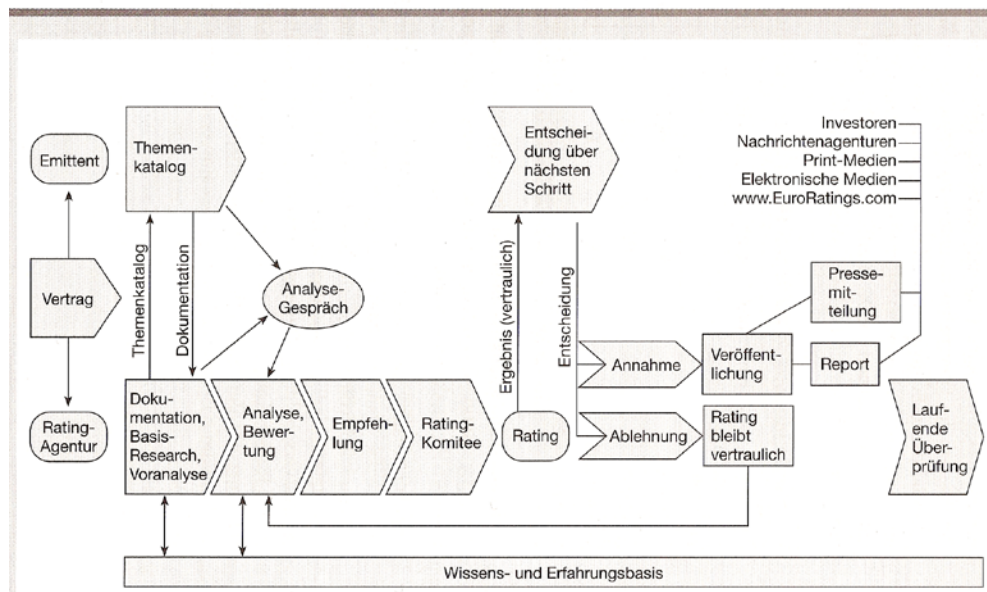 Emittent
Vertrag
Rating-
Agentur
Themen-
katalog
Themenkatalog
Dokumentation
Analyse-
Gespräch
Doku-
mentation,
Basis-
Research,
Voranalyse
Analyse,
Bewer-
tung
Empfeh-
lung
Rating-
Komitee
Entschei-
dung über
nächsten
Schritt
Ergebnis (vertraulich)
Rating
Entscheidung
Annahme
Ablehnung
Veröffent-
lichung
Rating
bleibt
vertraulich
Presse-
mit-
teilung
Report
Investoren
Nachrichtenagenturen
Print-Medien
Elektronische Medien
www.EuroRatings.com
Lauf-
ende
Über-
prüfung
Wissens- und Erfahrungsbasis